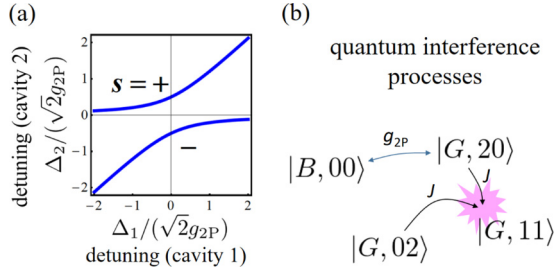 (a)
detuning (cavity 2)
Δ₂/(√2g₂P)
2
1
0
−1
−2
s = +
−
−2 −1 0 1 2
Δ₁/(√2g₂P)
detuning (cavity 1)
(b)
quantum interference
processes
g₂P
|B, 00⟩
|G, 20⟩
J
J
|G, 02⟩
|G, 11⟩